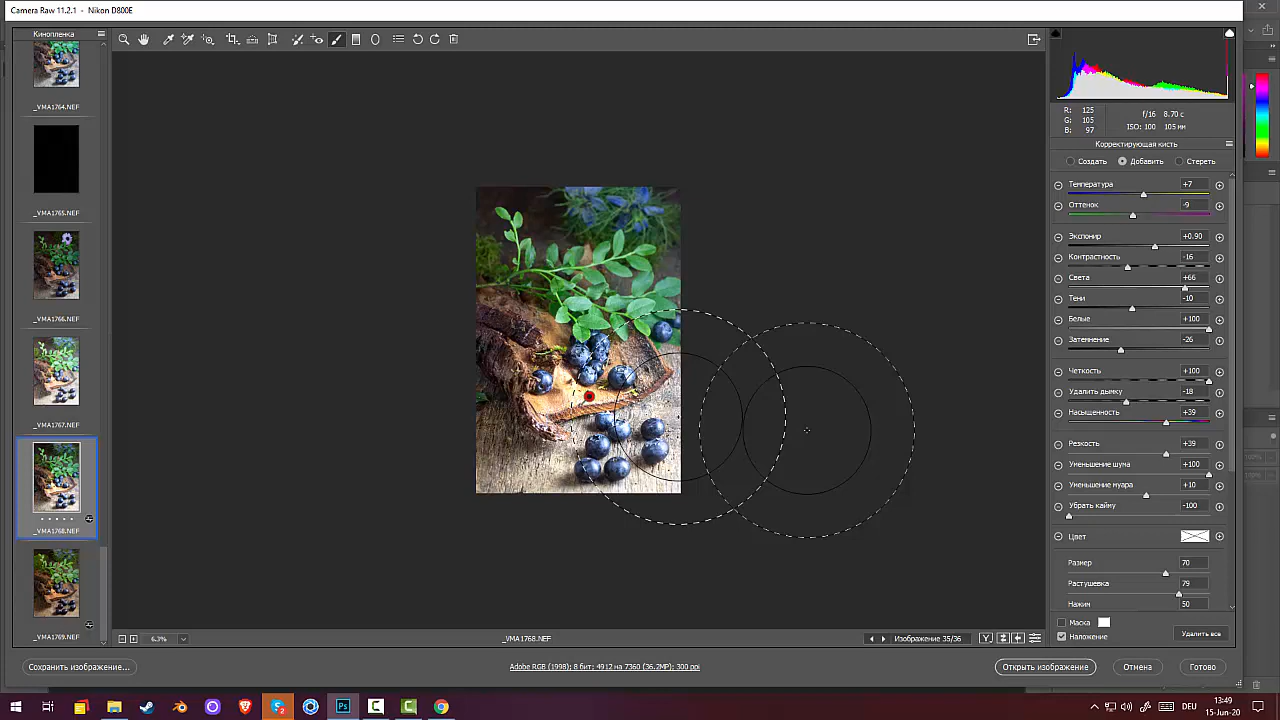 Camera Raw 11.2.1 - Nikon D800E
Кинопленка
_VMA1764.NEF
_VMA1765.NEF
_VMA1766.NEF
_VMA1767.NEF
_VMA1768.NEF
_VMA1769.NEF
R: 125
G: 105
B: 97
f/16 8.70 с
ISO: 100 105 мм
Корректирующая кисть
Создать Добавить Стереть
Температура +7
Оттенок -9
Экспонир +0.90
Контрастность -16
Света +66
Тени -10
Белые +100
Затемнение -26
Четкость +100
Удалить дымку -18
Насыщенность +39
Резкость +39
Уменьшение шума +100
Уменьшение муара +10
Убрать кайму -100
Цвет
Размер 70
Растушевка 79
Нажим 50
Маска
Наложение
Удалить все
6.3%
_VMA1768.NEF
Изображение 35/36
Сохранить изображение...
Adobe RGB (1998); 8 бит; 4912 на 7360 (36.2MP); 300 ppi
Открыть изображение
Отмена
Готово
DEU
13:49
15-Jun-20